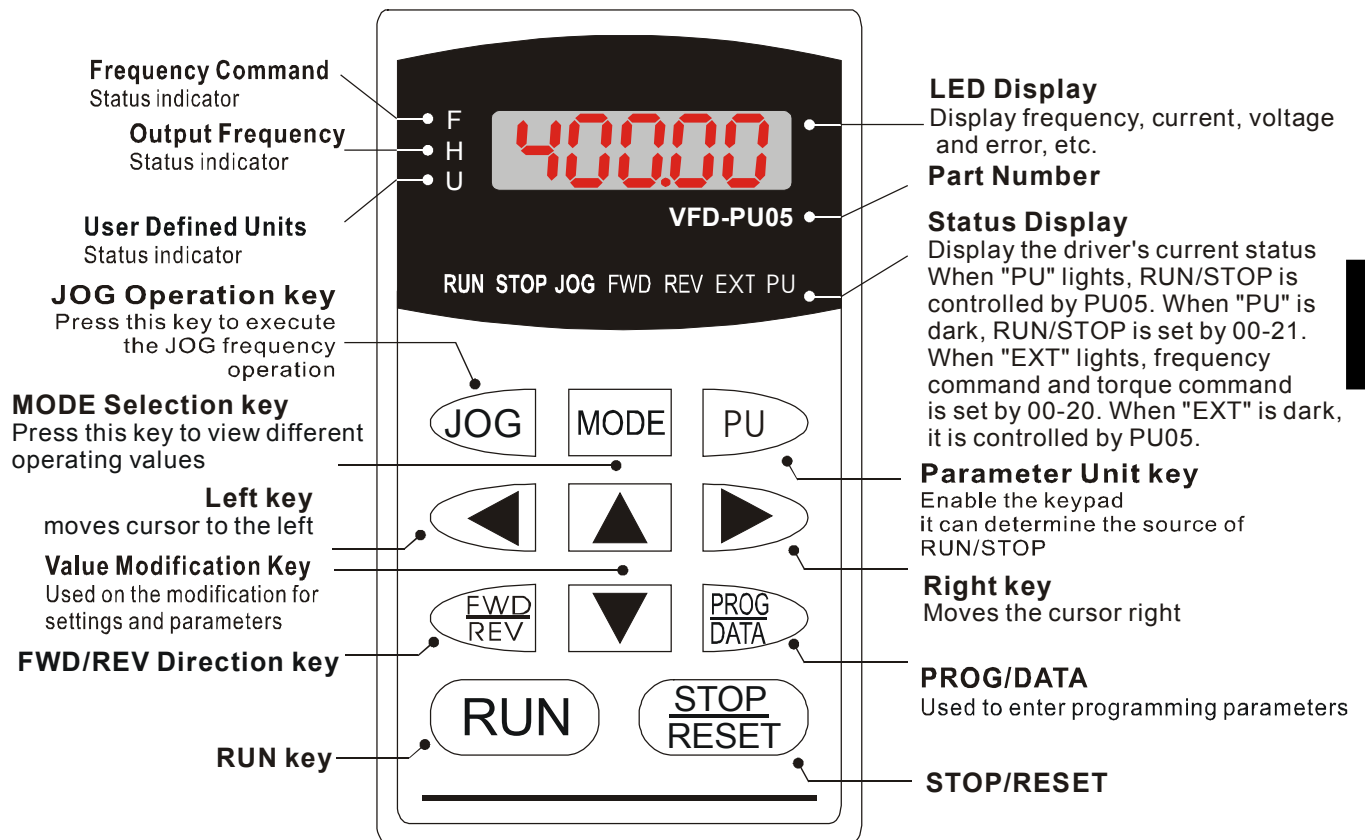 Frequency Command
Status indicator
Output Frequency
Status indicator
User Defined Units
Status indicator
JOG Operation key
Press this key to execute
the JOG frequency
operation
MODE Selection key
Press this key to view different
operating values
Left key
moves cursor to the left
Value Modification Key
Used on the modification for
settings and parameters
FWD/REV Direction key
RUN key
F
H
U
400.00
VFD-PU05
RUN STOP JOG FWD REV EXT PU
JOG
MODE
PU
FWD
REV
PROG
DATA
RUN
STOP
RESET
LED Display
Display frequency, current, voltage
and error, etc.
Part Number
Status Display
Display the driver's current status
When "PU" lights, RUN/STOP is
controlled by PU05. When "PU" is
dark, RUN/STOP is set by 00-21.
When "EXT" lights, frequency
command and torque command
is set by 00-20. When "EXT" is dark,
it is controlled by PU05.
Parameter Unit key
Enable the keypad
it can determine the source of
RUN/STOP
Right key
Moves the cursor right
PROG/DATA
Used to enter programming parameters
STOP/RESET